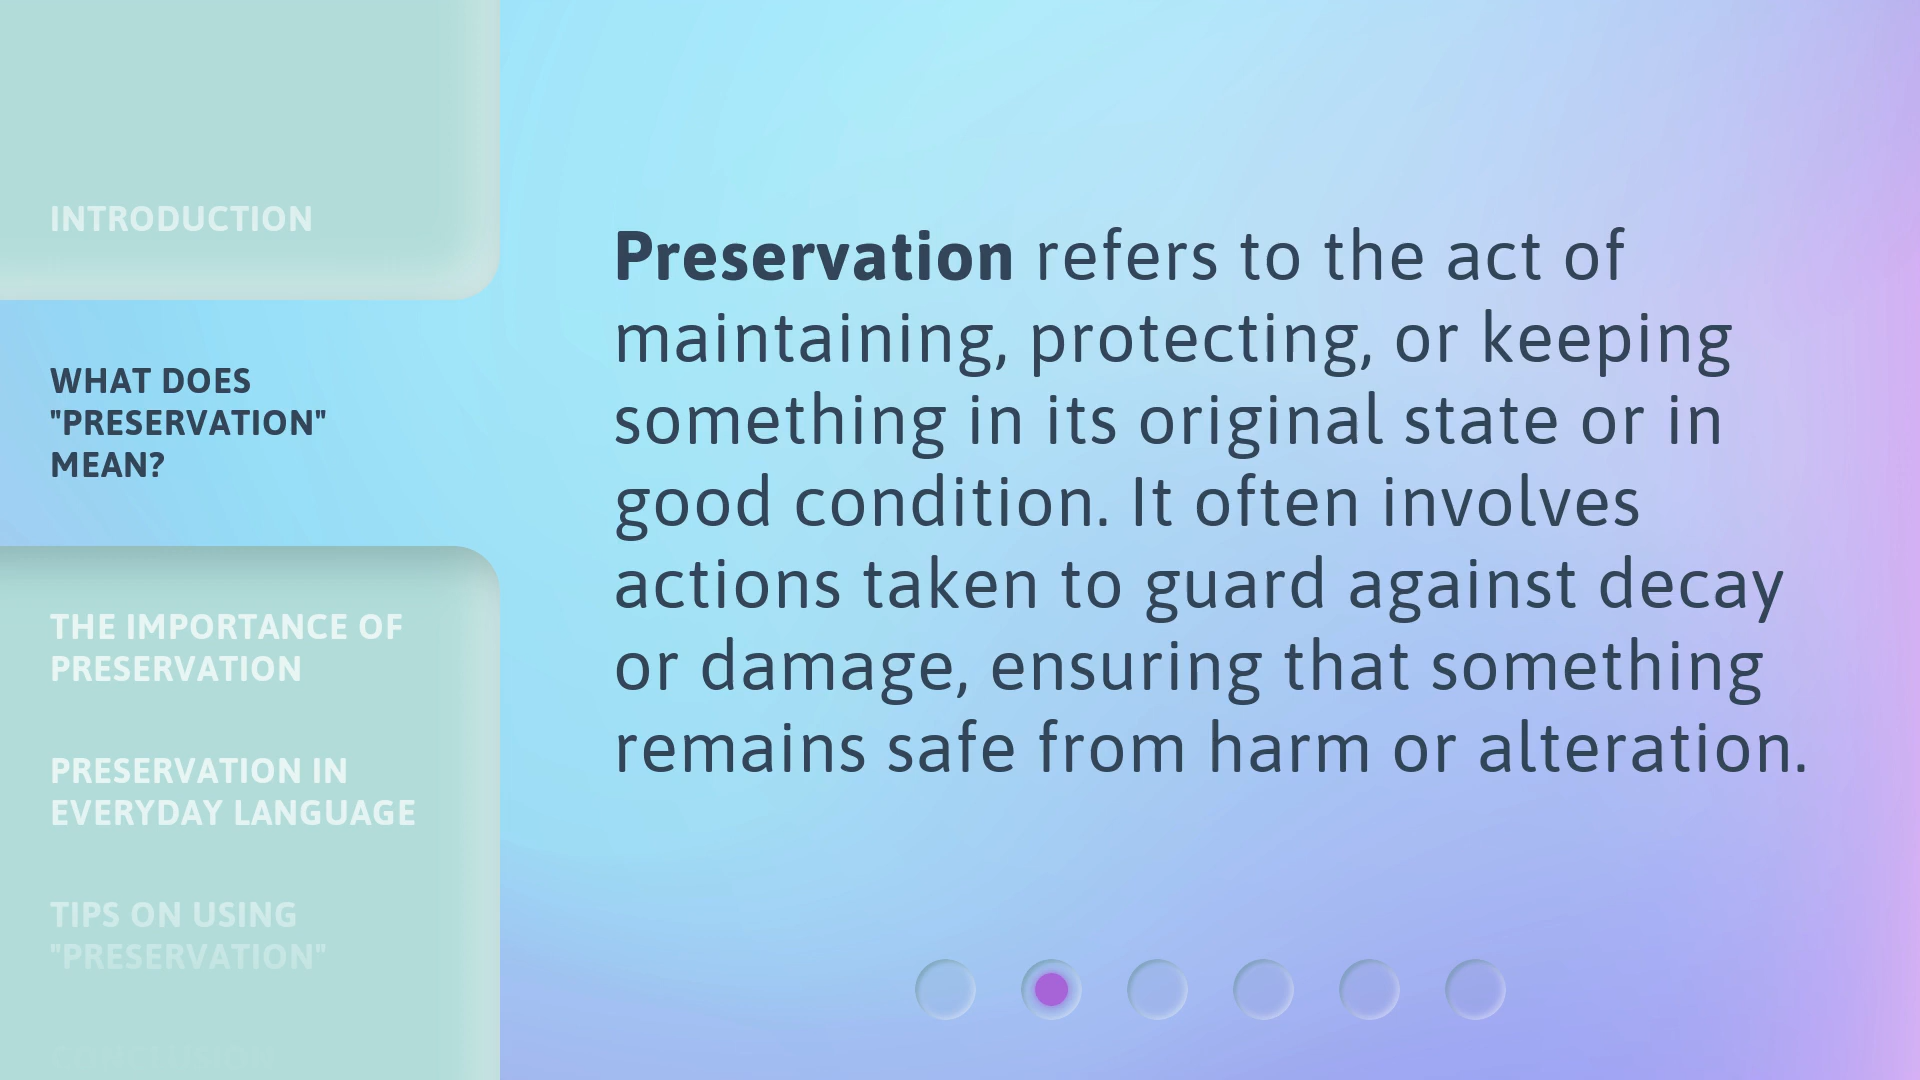 INTRODUCTION
WHAT DOES
"PRESERVATION"
MEAN?
THE IMPORTANCE OF
PRESERVATION
PRESERVATION IN
EVERYDAY LANGUAGE
TIPS ON USING
"PRESERVATION"
CONCLUSION
Preservation refers to the act of
maintaining, protecting, or keeping
something in its original state or in
good condition. It often involves
actions taken to guard against decay
or damage, ensuring that something
remains safe from harm or alteration.